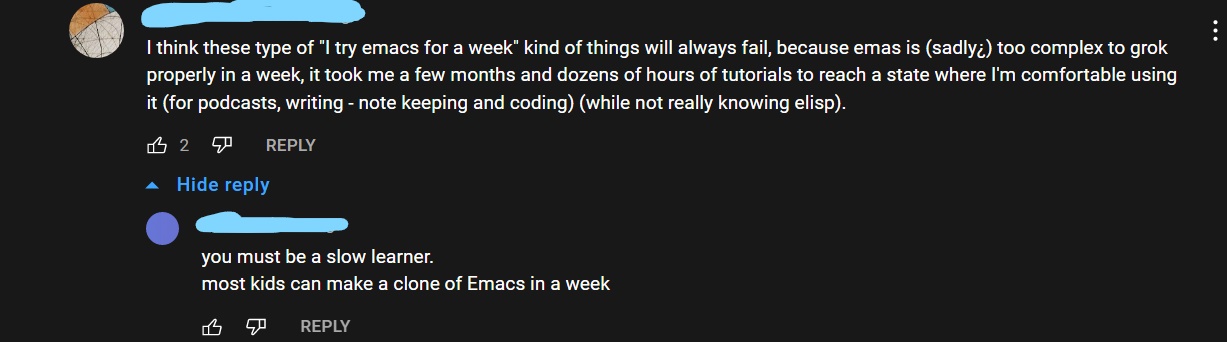 I think these type of "I try emacs for a week" kind of things will always fail, because emas is (sadly¿) too complex to grok
properly in a week, it took me a few months and dozens of hours of tutorials to reach a state where I'm comfortable using
it (for podcasts, writing - note keeping and coding) (while not really knowing elisp).
2 REPLY
Hide reply
you must be a slow learner.
most kids can make a clone of Emacs in a week
REPLY